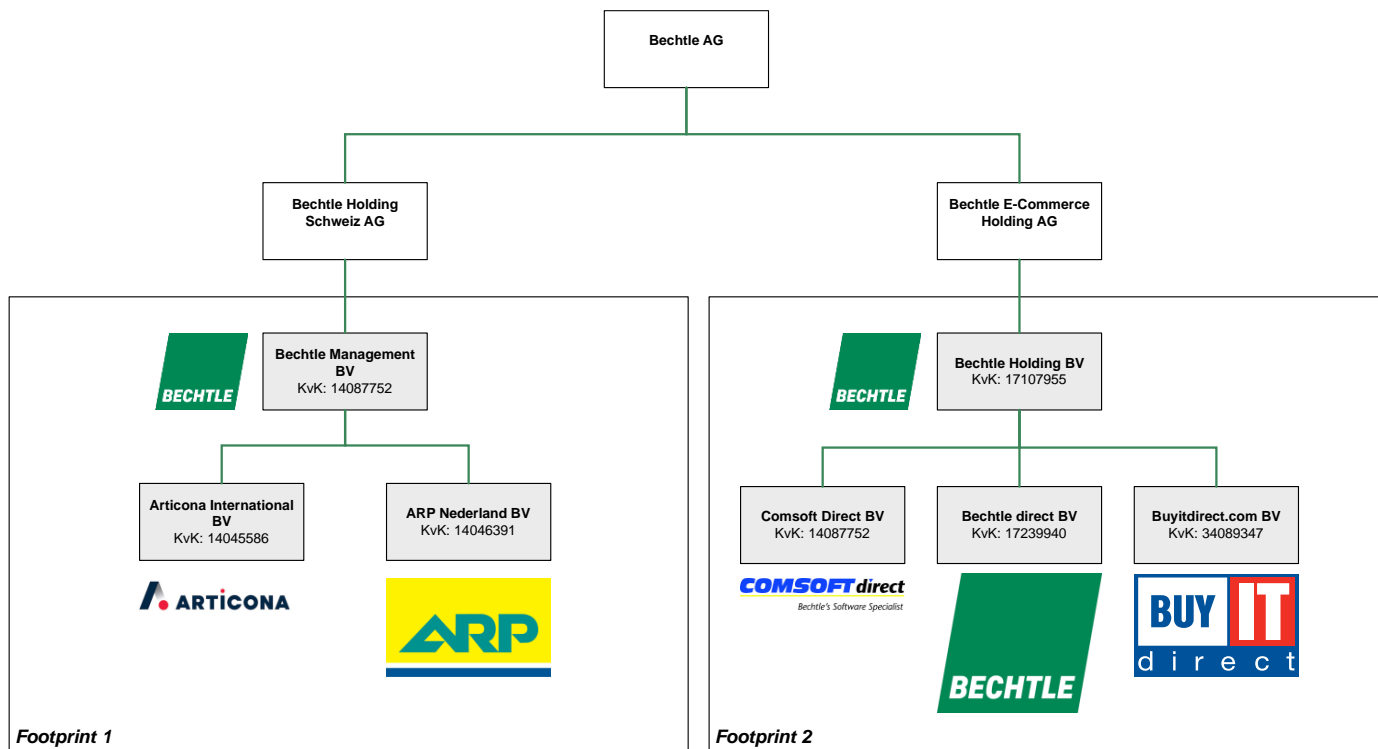 Bechtle AG
Bechtle Holding
Schweiz AG
Bechtle E-Commerce
Holding AG
BECHTLE
Bechtle Management
BV
KvK: 14087752
BECHTLE
Bechtle Holding BV
KvK: 17107955
Articona International
BV
KvK: 14045586
ARP Nederland BV
KvK: 14046391
Comsoft Direct BV
KvK: 14087752
Bechtle direct BV
KvK: 17239940
Buyitdirect.com BV
KvK: 34089347
ARTICONA
ARP
COMSOFT direct
Bechtle's Software Specialist
BECHTLE
BUY IT
direct
Footprint 1
Footprint 2